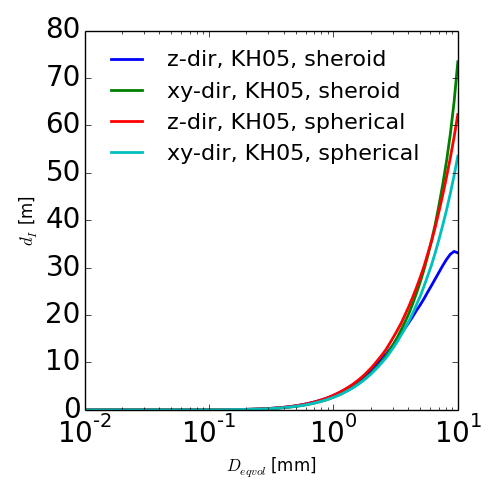 80
70
60
50
40
30
20
10
0
d_I [m]
z-dir, KH05, sheroid
xy-dir, KH05, sheroid
z-dir, KH05, spherical
xy-dir, KH05, spherical
10^-2 10^-1 10^0 10^1
D_eqvol [mm]